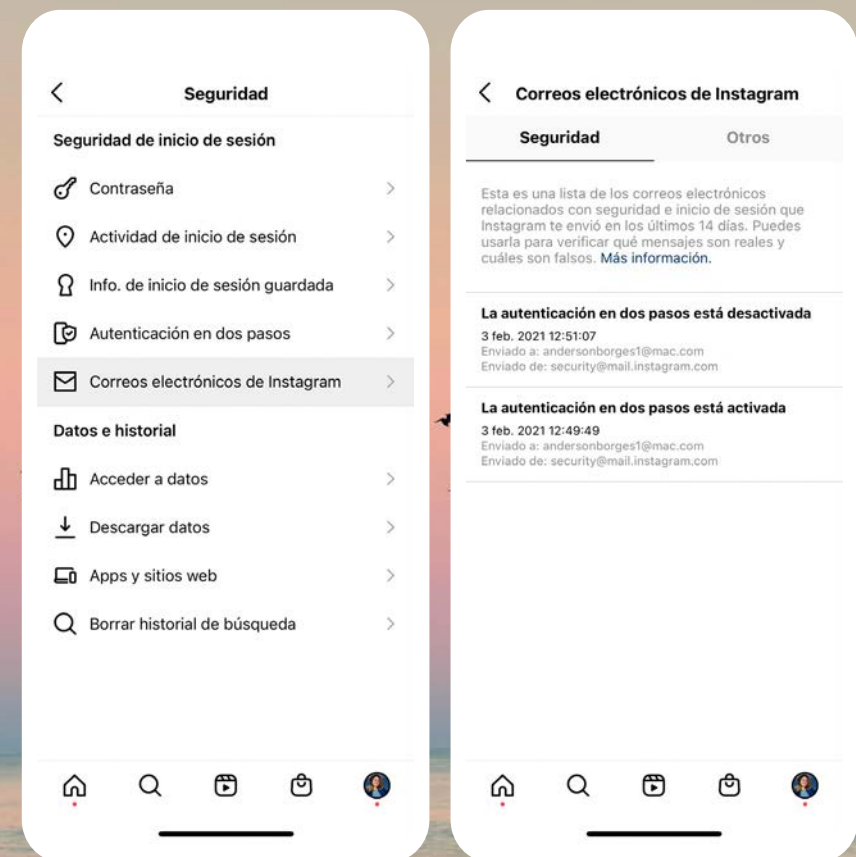 Seguridad
Seguridad de inicio de sesión
Contraseña
Actividad de inicio de sesión
Info. de inicio de sesión guardada
Autenticación en dos pasos
Correos electrónicos de Instagram
Datos e historial
Acceder a datos
Descargar datos
Apps y sitios web
Borrar historial de búsqueda
Correos electrónicos de Instagram
Seguridad
Otros
Esta es una lista de los correos electrónicos
relacionados con seguridad e inicio de sesión que
Instagram te envió en los últimos 14 días. Puedes
usarla para verificar qué mensajes son reales y
cuáles son falsos. Más información.
La autenticación en dos pasos está desactivada
3 feb. 2021 12:51:07
Enviado a: andersonborges1@mac.com
Enviado de: security@mail.instagram.com
La autenticación en dos pasos está activada
3 feb. 2021 12:49:49
Enviado a: andersonborges1@mac.com
Enviado de: security@mail.instagram.com